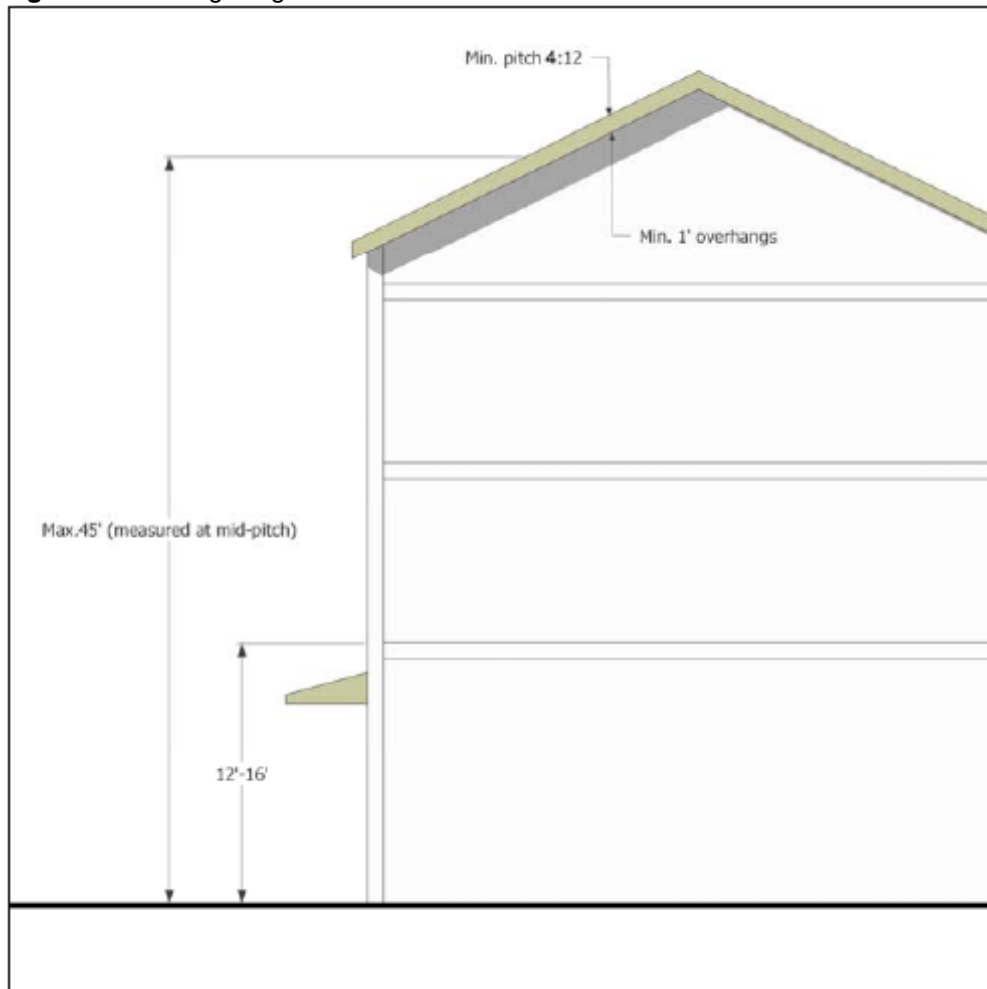 Min. pitch 4:12
Min. 1' overhangs
Max.45' (measured at mid-pitch)
12'-16'